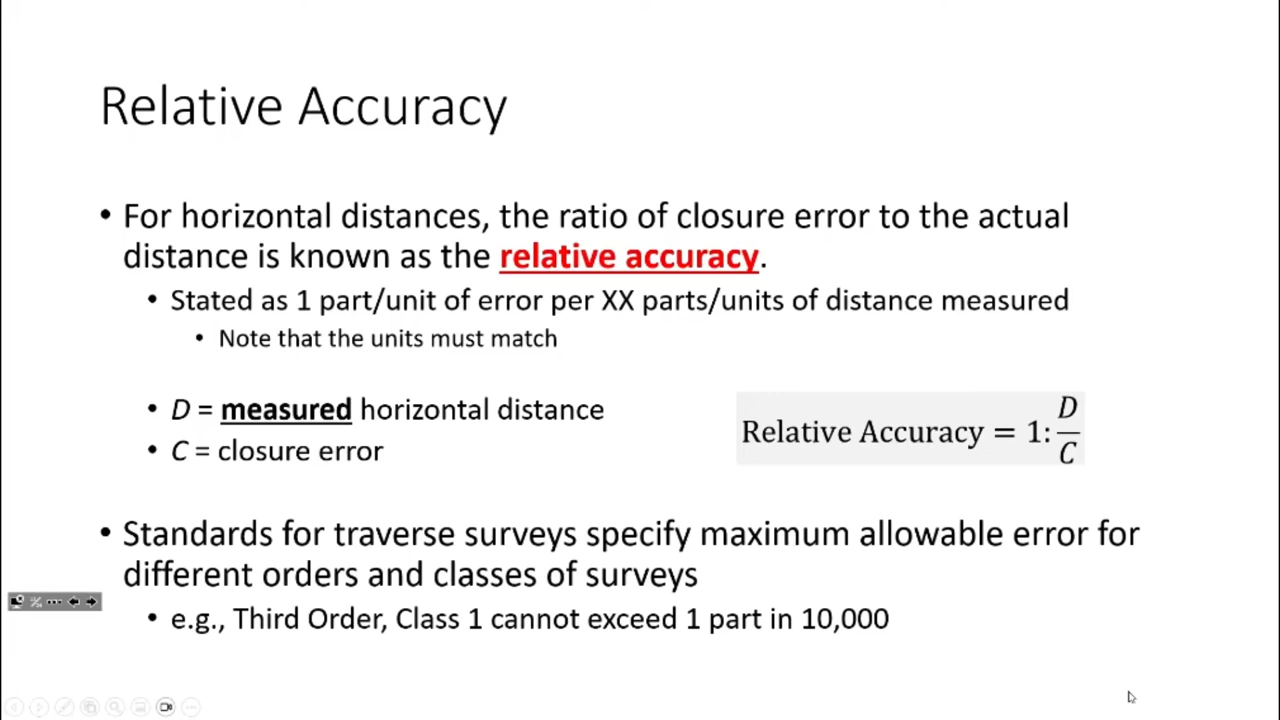 Relative Accuracy
• For horizontal distances, the ratio of closure error to the actual
distance is known as the relative accuracy.
• Stated as 1 part/unit of error per XX parts/units of distance measured
• Note that the units must match
• D = measured horizontal distance
• C = closure error
Relative Accuracy = 1: D/C
• Standards for traverse surveys specify maximum allowable error for
different orders and classes of surveys
• e.g., Third Order, Class 1 cannot exceed 1 part in 10,000